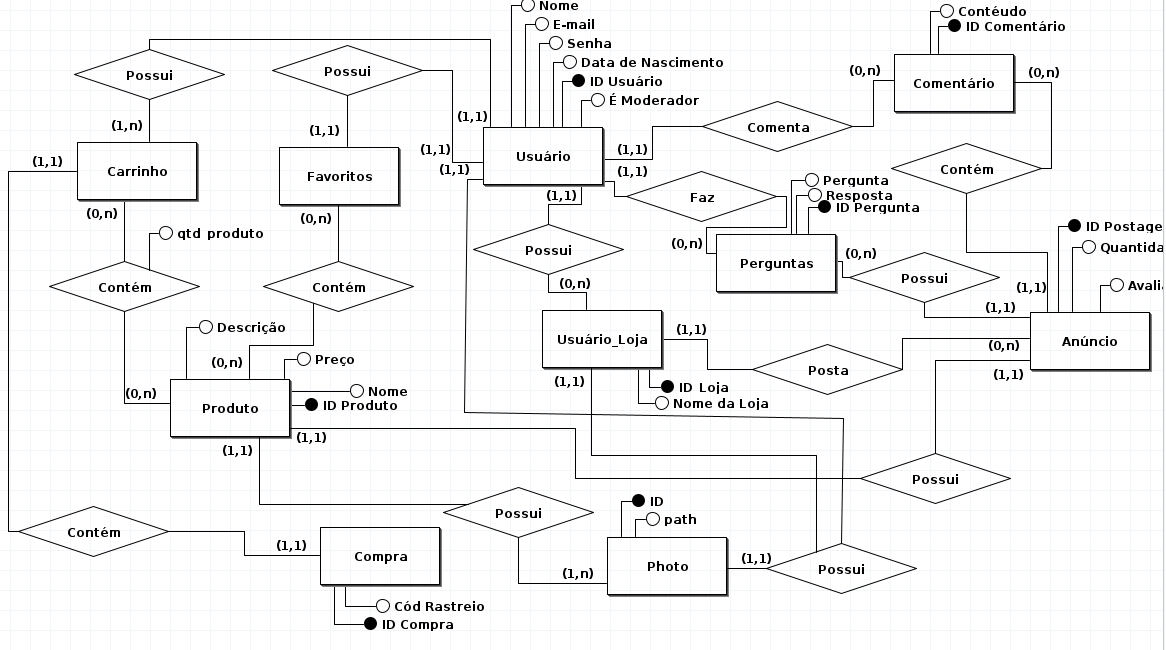 Nome
E-mail
Senha
Data de Nascimento
ID Usuário
É Moderador
Contéudo
ID Comentário
Possui
Possui
(0,n)
Comentário
(0,n)
(1,n)
(1,1)
(1,1)
Comenta
(1,1)
(1,1)
Usuário
(1,1)
(1,1)
Carrinho
Favoritos
(1,1)
(1,1)
Contém
Pergunta
Resposta
ID Pergunta
Faz
(1,1)
(0,n)
(0,n)
qtd_produto
Possui
(0,n)
Perguntas
(0,n)
ID Postage
Quantida
Contém
Contém
(0,n)
Possui
(1,1)
Avali
(1,1)
Descrição
Preço
(0,n)
Usuário_Loja
(1,1)
(0,n)
Anúncio
Posta
(1,1)
(0,n)
Nome
ID Produto
Produto
(1,1)
ID Loja
Nome da Loja
(1,1)
(1,1)
Possui
ID
path
Possui
Contém
(1,1)
Compra
(1,n)
Photo
(1,1)
Possui
Cód Rastreio
ID Compra